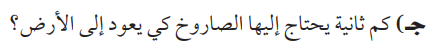 جـ) كم ثانية يحتاج إليها الصاروخ كي يعود إلى الأرض؟